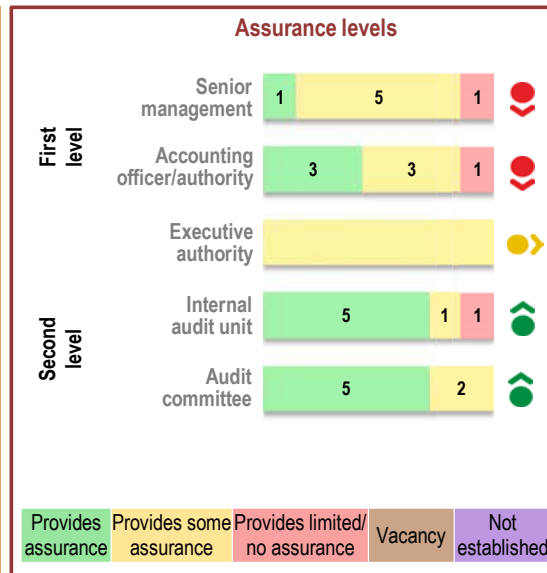 Assurance levels
First
level
Senior
management
1 5 1
Accounting
officer/authority
3 3 1
Executive
authority
Second
level
Internal
audit unit
5 1 1
Audit
committee
5 2
Provides
assurance
Provides some
assurance
Provides limited/
no assurance
Vacancy
Not
established